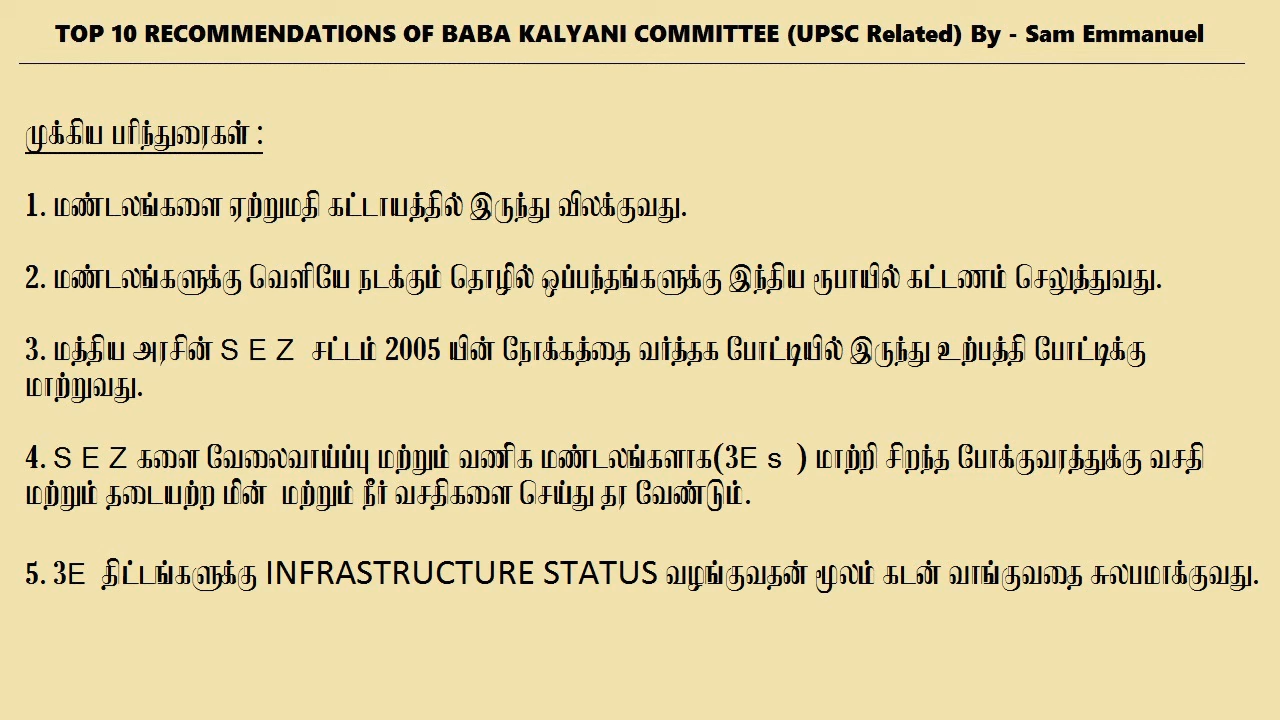 TOP 10 RECOMMENDATIONS OF BABA KALYANI COMMITTEE (UPSC Related) By - Sam Emmanuel
முக்கிய பரிந்துரைகள் :
1. மண்டலங்களை ஏற்றுமதி கட்டாயத்தில் இருந்து விலக்குவது.
2. மண்டலங்களுக்கு வெளியே நடக்கும் தொழில் ஒப்பந்தங்களுக்கு இந்திய ரூபாயில் கட்டணம் செலுத்துவது.
3. மத்திய அரசின் S E Z சட்டம் 2005 யின் நோக்கத்தை வர்த்தக போட்டியில் இருந்து உற்பத்தி போட்டிக்கு
மாற்றுவது.
4. S E Z களை வேலைவாய்ப்பு மற்றும் வணிக மண்டலங்களாக(3E s ) மாற்றி சிறந்த போக்குவரத்துக்கு வசதி
மற்றும் தடையற்ற மின் மற்றும் நீர் வசதிகளை செய்து தர வேண்டும்.
5. 3E திட்டங்களுக்கு INFRASTRUCTURE STATUS வழங்குவதன் மூலம் கடன் வாங்குவதை சுலபமாக்குவது.